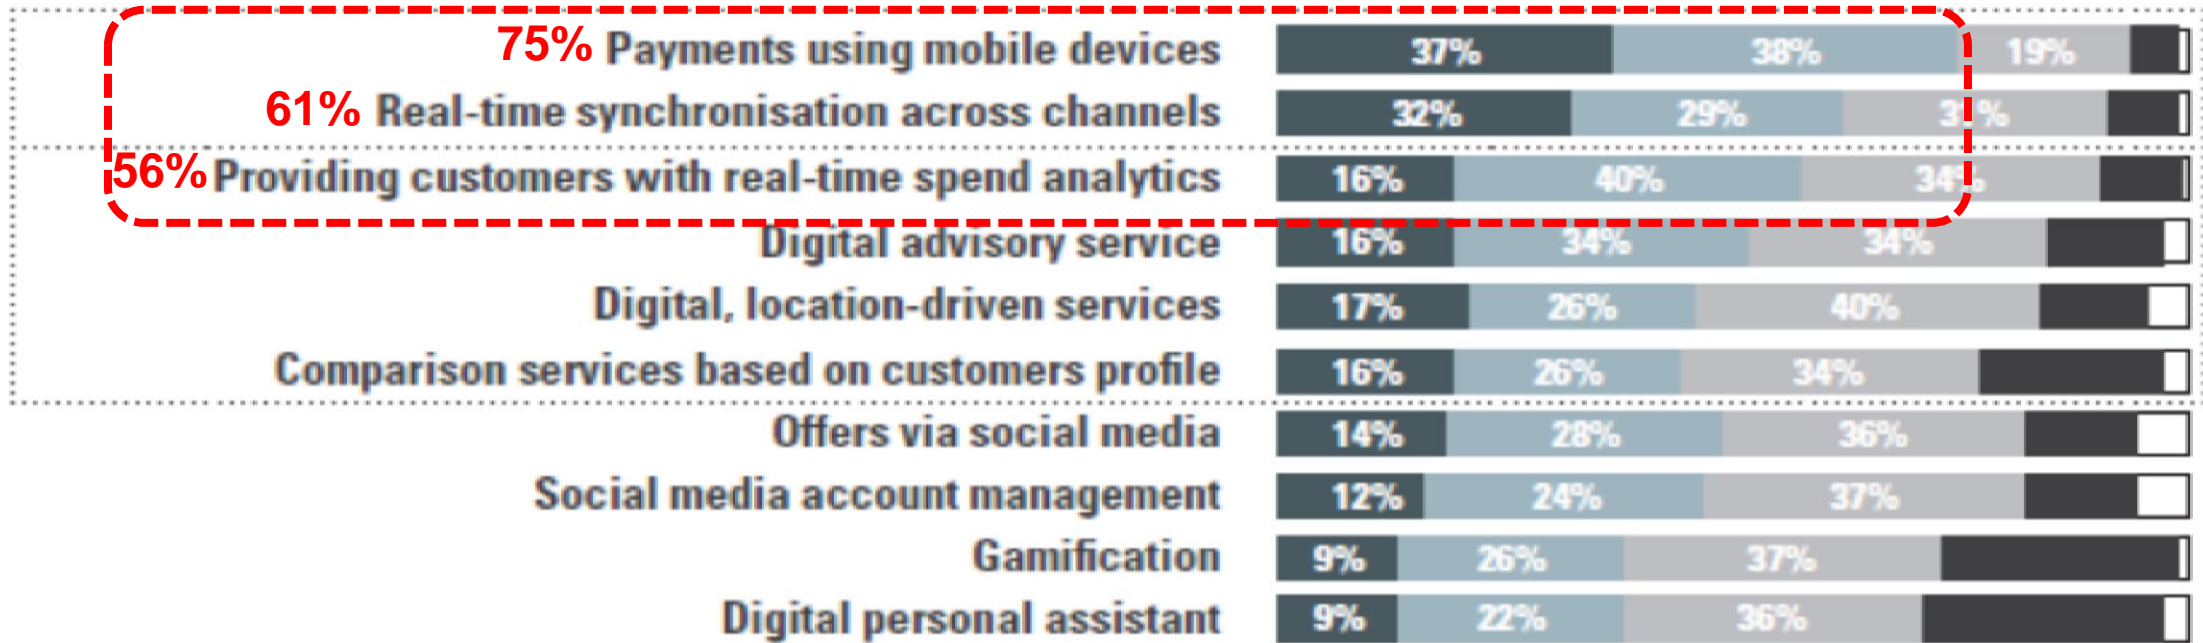 75% Payments using mobile devices 37% 38% 19%
61% Real-time synchronisation across channels 32% 29%
56% Providing customers with real-time spend analytics 16% 40% 34%
Digital advisory service 16% 34% 34%
Digital, location-driven services 17% 26% 40%
Comparison services based on customers profile 16% 26% 34%
Offers via social media 14% 28% 36%
Social media account management 12% 24% 37%
Gamification 9% 26% 37%
Digital personal assistant 9% 22% 36%